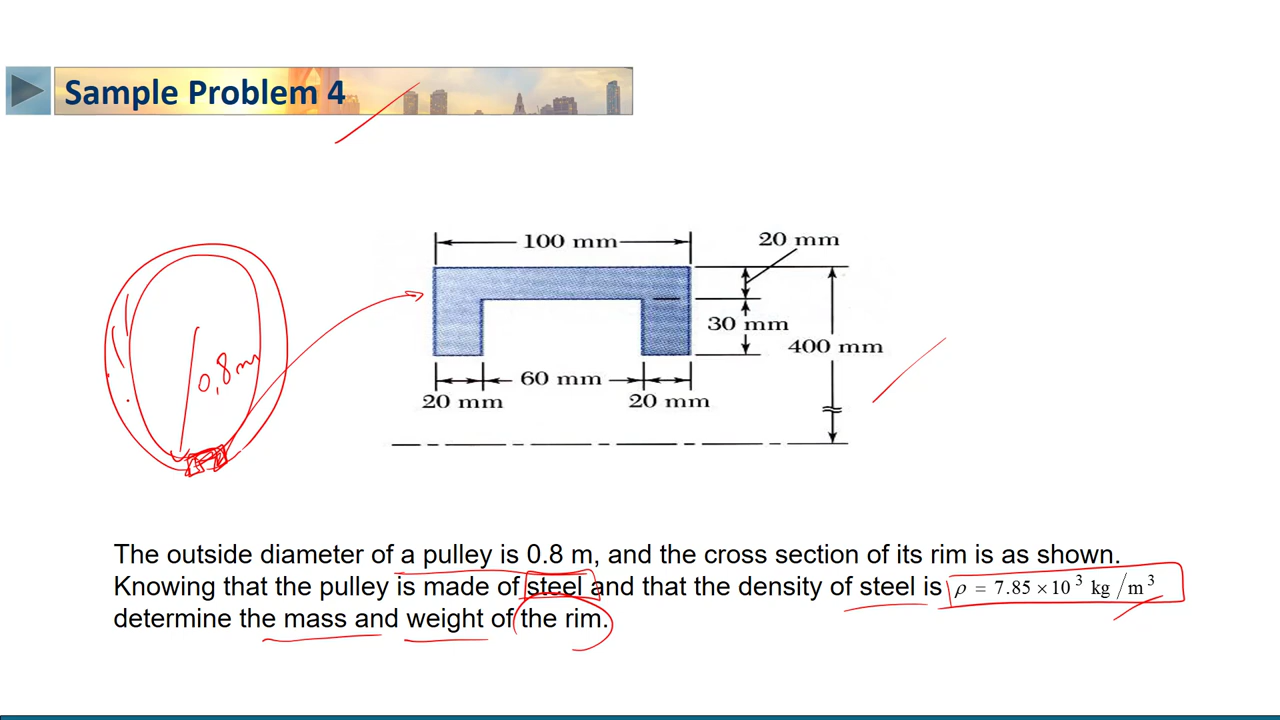 Sample Problem 4
100 mm
20 mm
30 mm
400 mm
0,8 m
60 mm
20 mm
20 mm
The outside diameter of a pulley is 0.8 m, and the cross section of its rim is as shown.
Knowing that the pulley is made of steel and that the density of steel is ρ = 7.85 × 10³ kg/m³
determine the mass and weight of the rim.